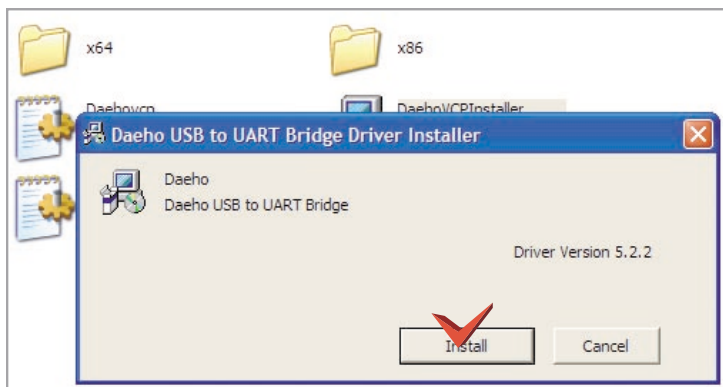 x64
x86
Daehovcp
DaehoVCPInstaller
Daeho USB to UART Bridge Driver Installer
Daeho
Daeho USB to UART Bridge
Driver Version 5.2.2
Install
Cancel